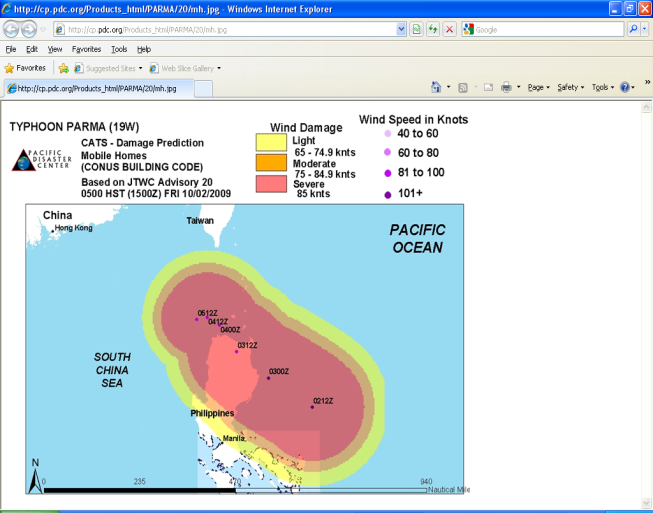 http://cp.pdc.org/Products_html/PARMA/20/mh.jpg - Windows Internet Explorer
http://cp.pdc.org/Products_html/PARMA/20/mh.jpg
Google
File Edit View Favorites Tools Help
Favorites Suggested Sites Web Slice Gallery
http://cp.pdc.org/Products_html/PARMA/20/mh.jpg
Page Safety Tools
TYPHOON PARMA (19W)
PACIFIC
DISASTER
CENTER
CATS - Damage Prediction
Mobile Homes
(CONUS BUILDING CODE)
Based on JTWC Advisory 20
0500 HST (1500Z) FRI 10/02/2009
Wind Damage
Light
65 - 74.9 knts
Moderate
75 - 84.9 knts
Severe
85 knts
Wind Speed in Knots
40 to 60
60 to 80
81 to 100
101+
China
Hong Kong
Taiwan
PACIFIC
OCEAN
0512Z
0412Z
0400Z
0312Z
0300Z
0212Z
SOUTH
CHINA
SEA
Philippines
Manila
N
0 235 470 940
Nautical Mile